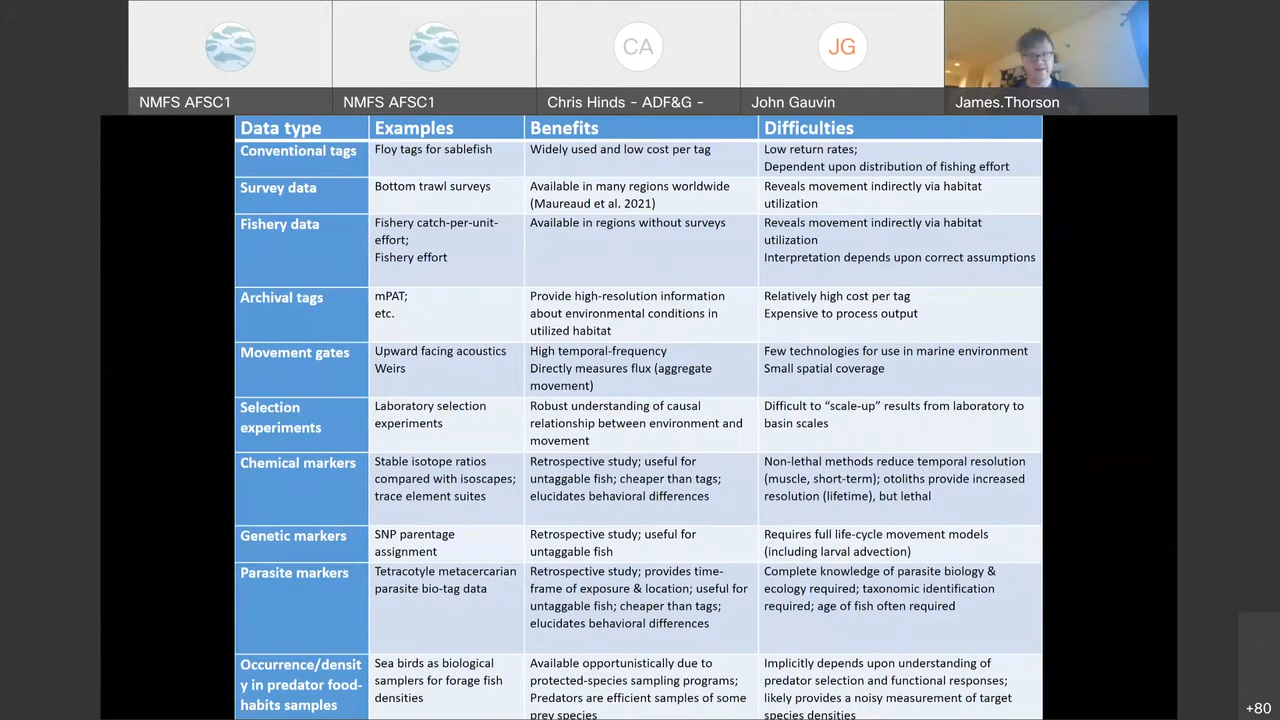 CA
JG
NMFS AFSC1
NMFS AFSC1
Chris Hinds - ADF&G -
John Gauvin
James.Thorson
Data type
Examples
Benefits
Difficulties
Conventional tags
Floy tags for sablefish
Widely used and low cost per tag
Low return rates;
Dependent upon distribution of fishing effort
Survey data
Bottom trawl surveys
Available in many regions worldwide
(Maureaud et al. 2021)
Reveals movement indirectly via habitat
utilization
Fishery data
Fishery catch-per-unit-
effort;
Fishery effort
Available in regions without surveys
Reveals movement indirectly via habitat
utilization
Interpretation depends upon correct assumptions
Archival tags
mPAT;
etc.
Provide high-resolution information
about environmental conditions in
utilized habitat
Relatively high cost per tag
Expensive to process output
Movement gates
Upward facing acoustics
Weirs
High temporal-frequency
Directly measures flux (aggregate
movement)
Few technologies for use in marine environment
Small spatial coverage
Selection
experiments
Laboratory selection
experiments
Robust understanding of causal
relationship between environment and
movement
Difficult to “scale-up” results from laboratory to
basin scales
Chemical markers
Stable isotope ratios
compared with isoscapes;
trace element suites
Retrospective study; useful for
untaggable fish; cheaper than tags;
elucidates behavioral differences
Non-lethal methods reduce temporal resolution
(muscle, short-term); otoliths provide increased
resolution (lifetime), but lethal
Genetic markers
SNP parentage
assignment
Retrospective study; useful for
untaggable fish
Requires full life-cycle movement models
(including larval advection)
Parasite markers
Tetracotyle metacercarian
parasite bio-tag data
Retrospective study; provides time-
frame of exposure & location; useful for
untaggable fish; cheaper than tags;
elucidates behavioral differences
Complete knowledge of parasite biology &
ecology required; taxonomic identification
required; age of fish often required
Occurrence/densit
y in predator food-
habits samples
Sea birds as biological
samplers for forage fish
densities
Available opportunistically due to
protected-species sampling programs;
Predators are efficient samples of some
prey species
Implicitly depends upon understanding of
predator selection and functional responses;
likely provides a noisy measurement of target
species densities
+80